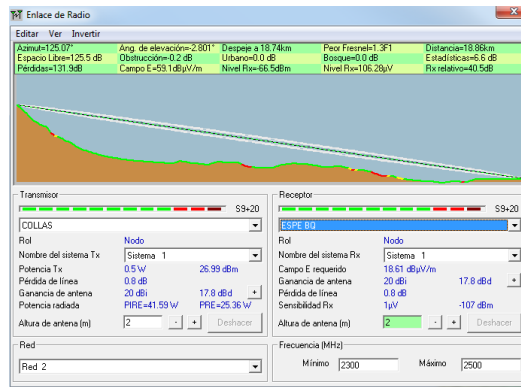 Enlace de Radio
Editar Ver Invertir
Azimut=125.07° Ang. de elevación=-2.801° Despeje a 18.74km Peor Fresnel=1.3F1 Distancia=18.86km
Espacio Libre=125.5 dB Obstrucción=-0.2 dB Urbano=0.0 dB Bosque=0.0 dB Estadísticas=6.6 dB
Pérdidas=131.9dB Campo E=59.1dBµV/m Nivel Rx=-66.5dBm Nivel Rx=106.28µV Rx relativo=40.5dB
Transmisor Receptor
S9+20 S9+20
COLLAS ESPE BQ
Rol Nodo Rol Nodo
Nombre del sistema Tx Sistema 1 Nombre del sistema Rx Sistema 1
Potencia Tx 0.5 W 26.99 dBm Campo E requerido 18.61 dBµV/m
Pérdida de línea 0.8 dB Ganancia de antena 20 dBi 17.8 dBd +
Ganancia de antena 20 dBi 17.8 dBd + Pérdida de línea 0.8 dB
Potencia radiada PIRE=41.59 W PRE=25.36 W Sensibilidad Rx 1µV -107 dBm
Altura de antena (m) 2 - + Deshacer Altura de antena (m) 2 - + Deshacer
Red Frecuencia (MHz)
Red 2 Mínimo 2300 Máximo 2500